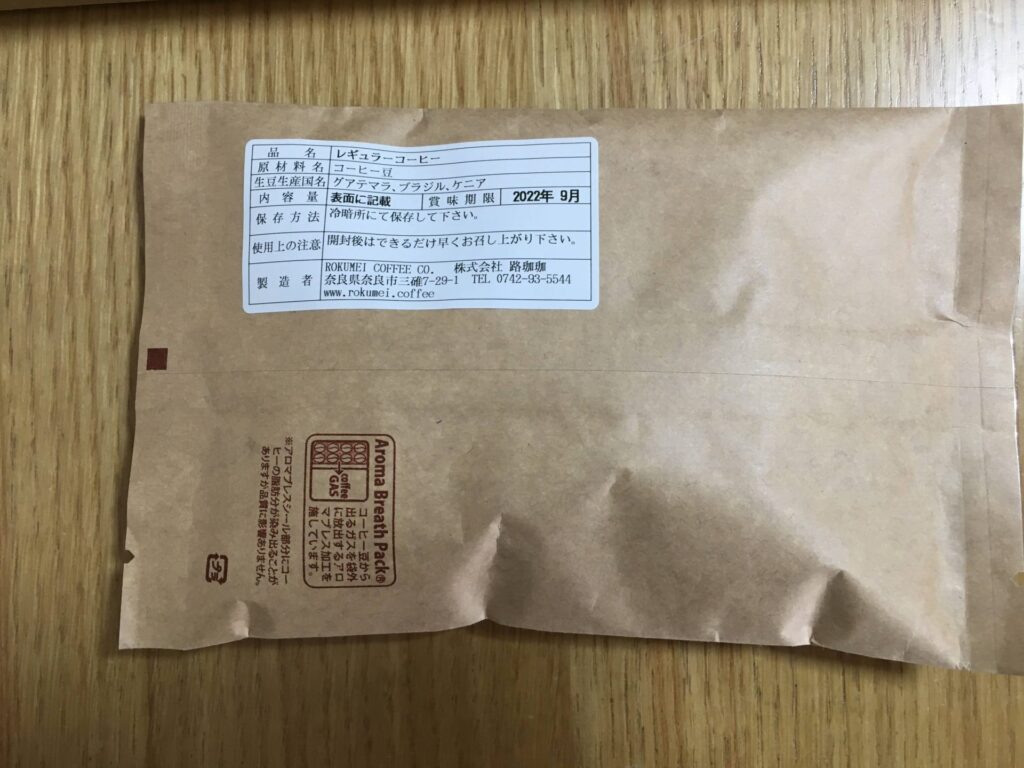 品名 レギュラーコーヒー
原材料名 コーヒー豆
生豆生産国名 グアテマラ、ブラジル、ケニア
内容量 表面に記載 賞味期限 2022年 9月
保存方法 冷暗所にて保存して下さい。
使用上の注意 開封後はできるだけ早くお召し上がり下さい。
製造者 ROKUMEI COFFEE CO. 株式会社 路珈珈
奈良県奈良市三碓7-29-1 TEL 0742-93-5544
www.rokumei.coffee
Aroma Breath Pack®
coffee
GAS
コーヒー豆から
出るガスを袋外
に放出するアロ
マブレス加工を
施しています。
※アロマブレスシール部分にコー
ヒーの脂肪分が染み出ることが
ありますが品質に影響ありません。
プラ